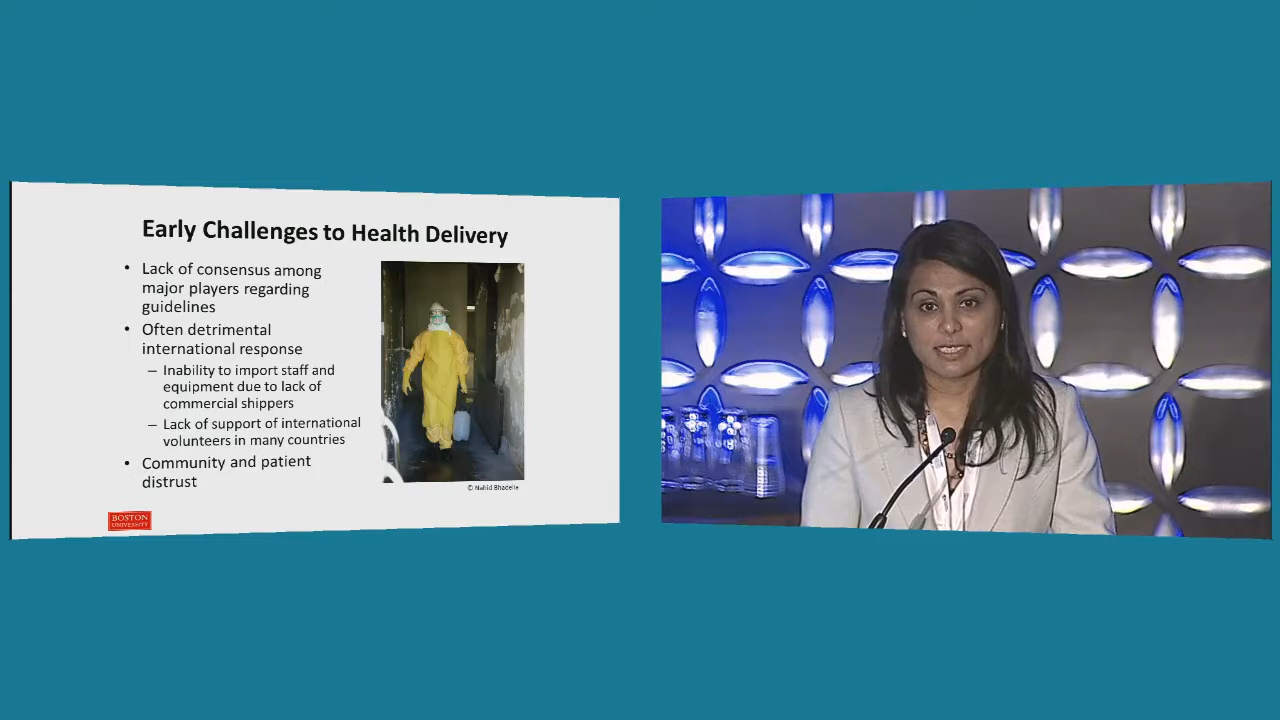 Early Challenges to Health Delivery
• Lack of consensus among
major players regarding
guidelines
• Often detrimental
international response
– Inability to import staff and
equipment due to lack of
commercial shippers
– Lack of support of international
volunteers in many countries
• Community and patient
distrust
© Nahid Bhadelia
BOSTON
UNIVERSITY